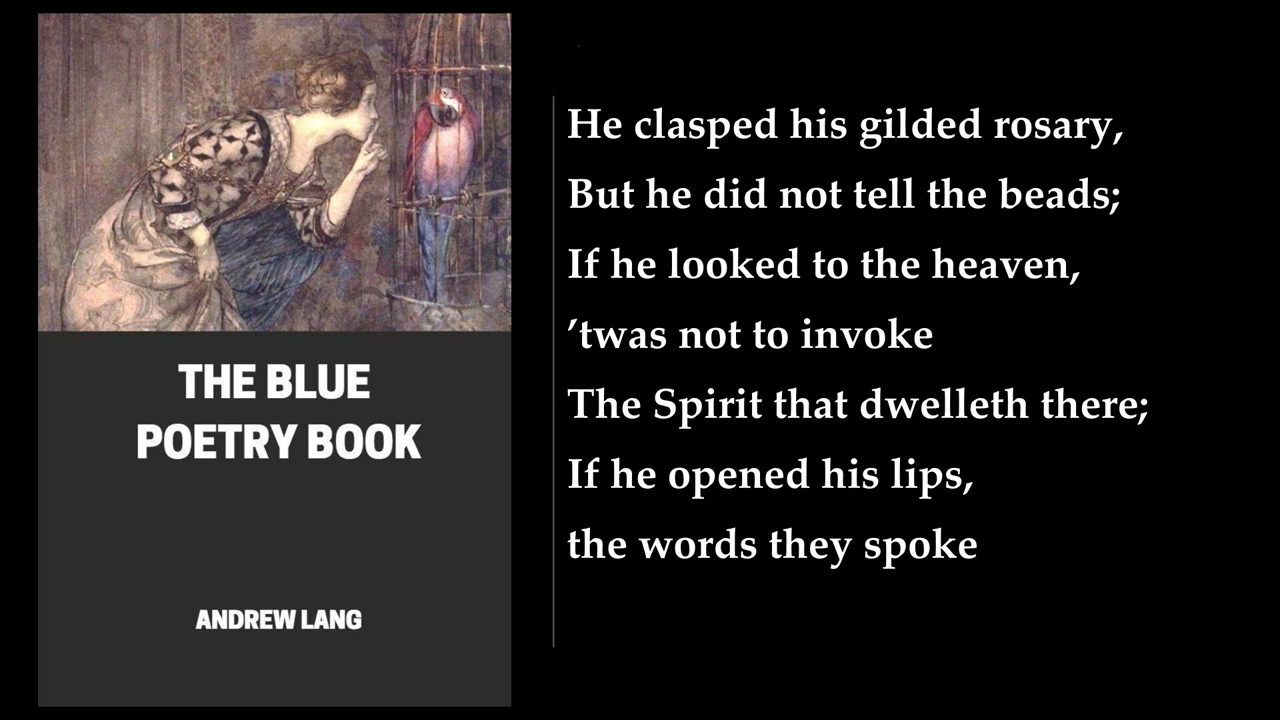 THE BLUE
POETRY BOOK
ANDREW LANG
He clasped his gilded rosary,
But he did not tell the beads;
If he looked to the heaven,
’twas not to invoke
The Spirit that dwelleth there;
If he opened his lips,
the words they spoke